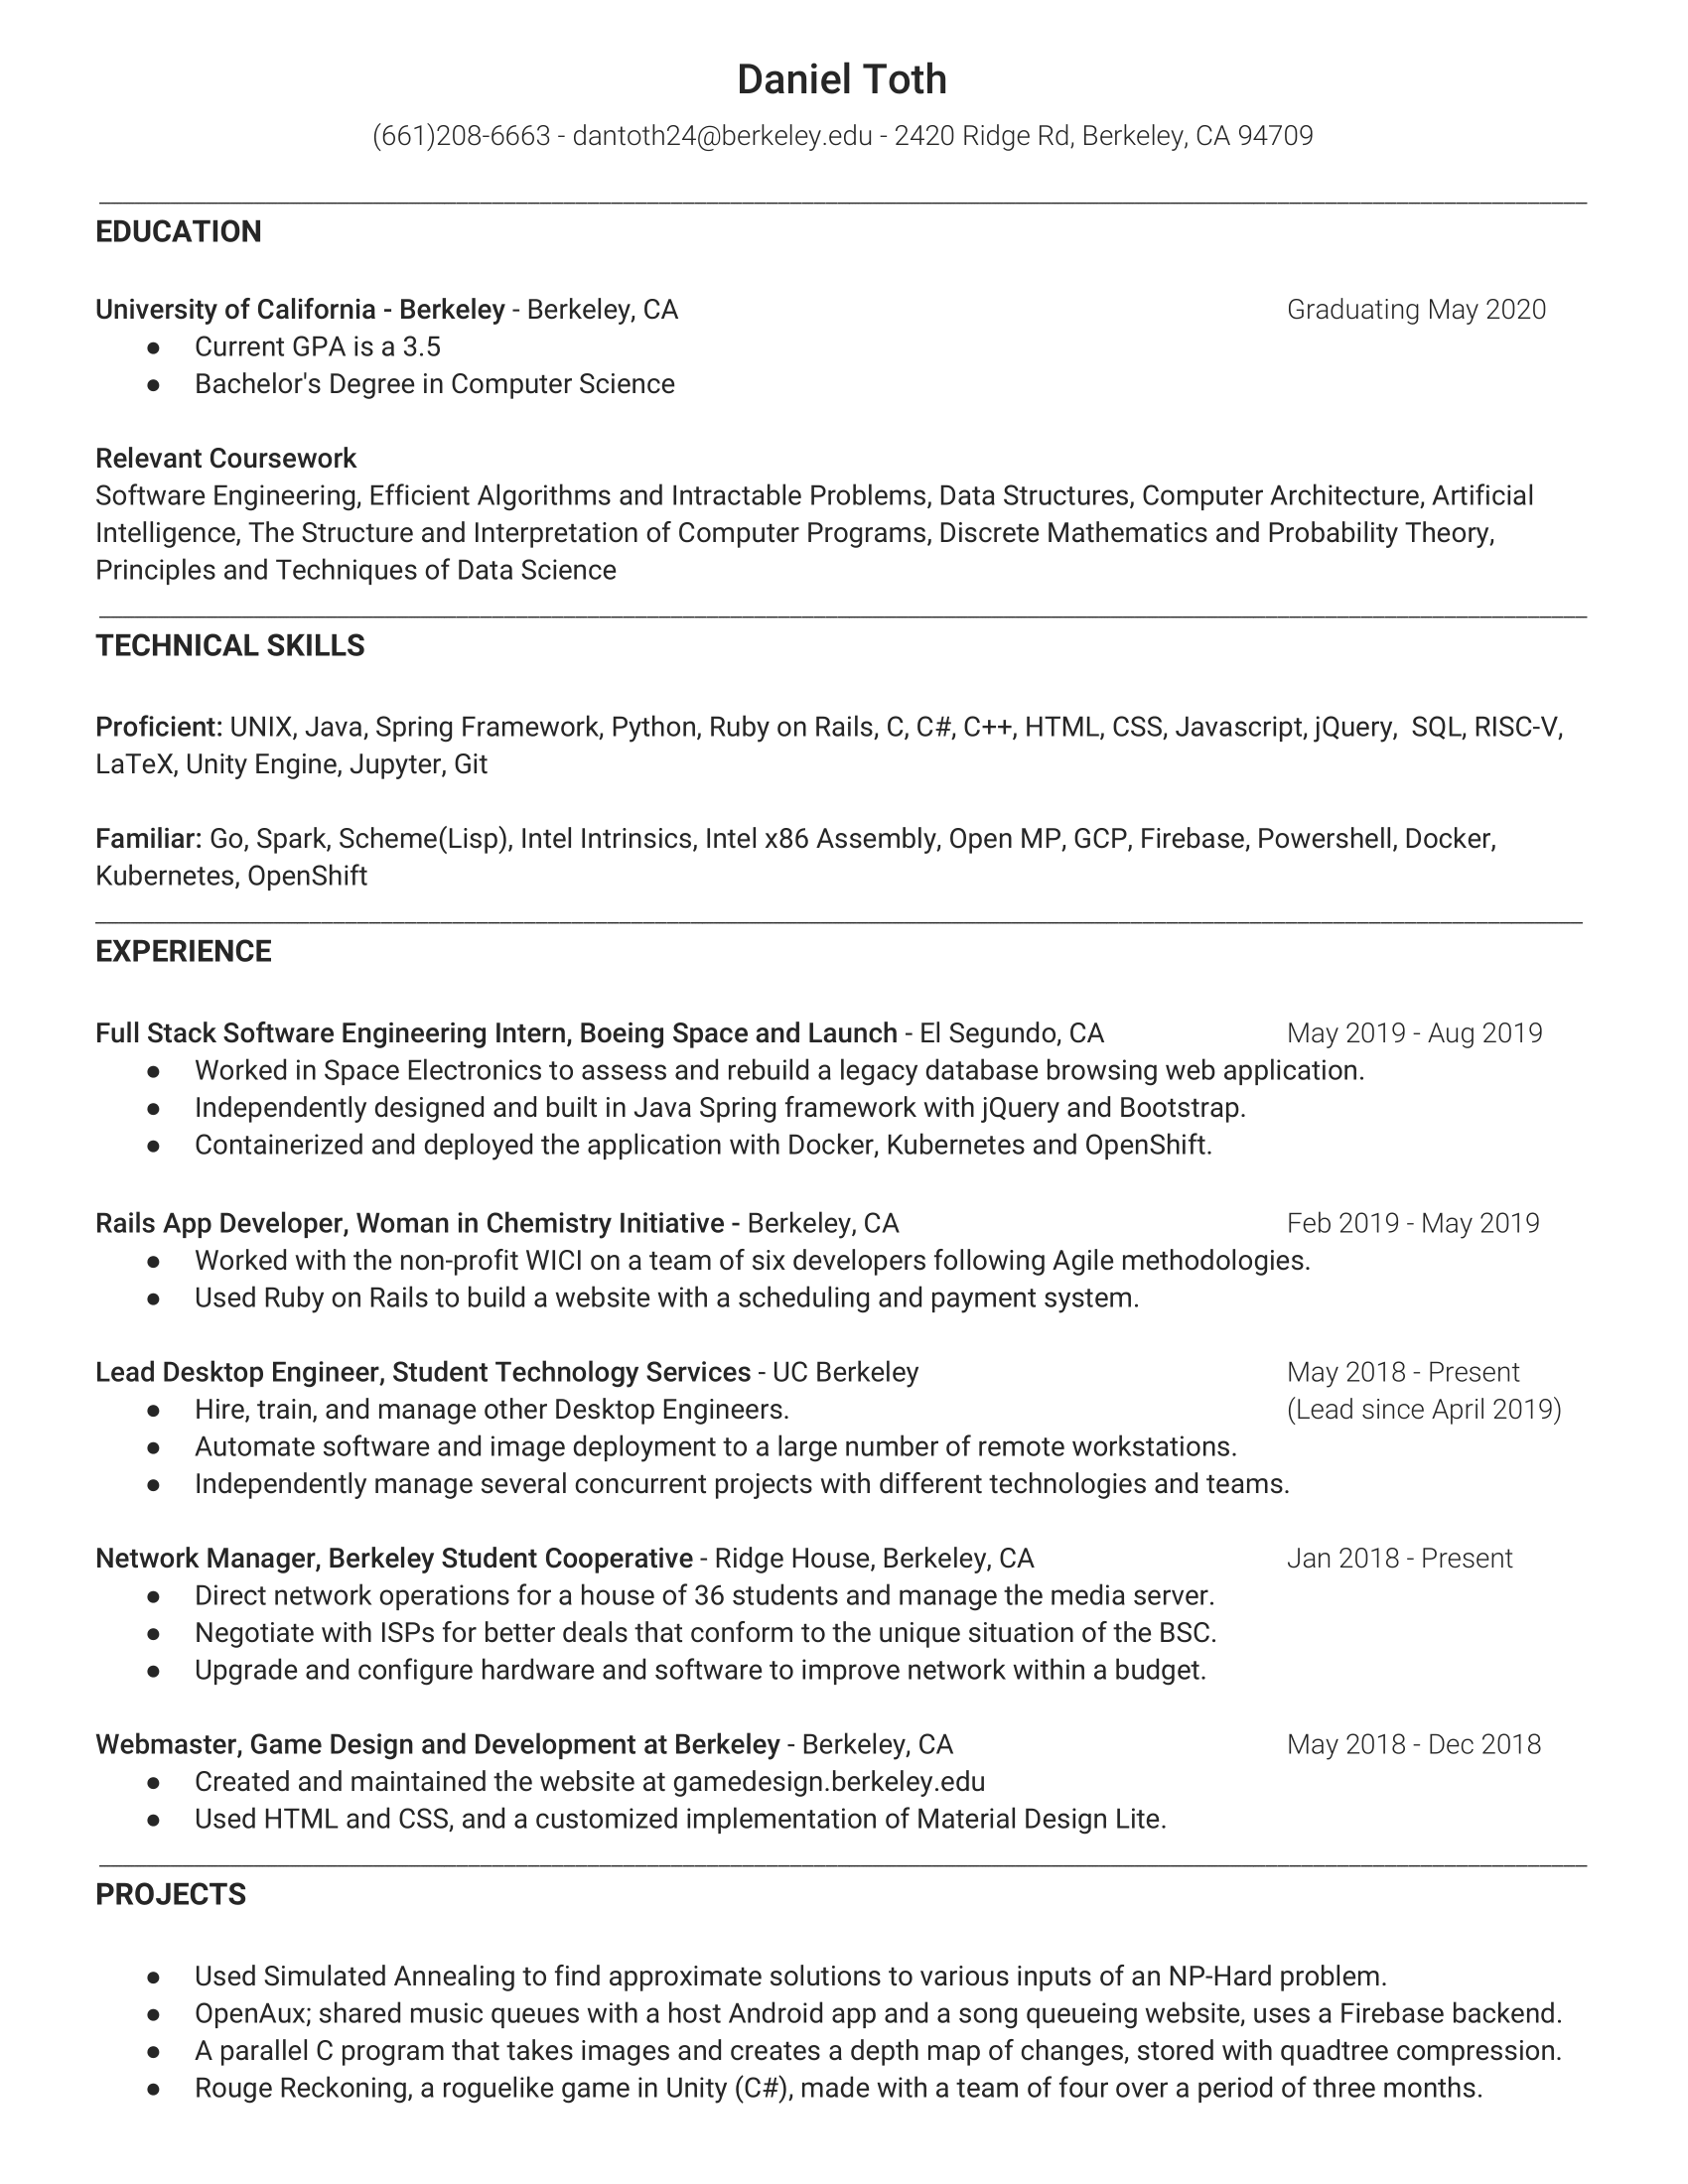 Daniel Toth
(661)208-6663 - dantoth24@berkeley.edu - 2420 Ridge Rd, Berkeley, CA 94709
EDUCATION
University of California - Berkeley - Berkeley, CA Graduating May 2020
● Current GPA is a 3.5
● Bachelor's Degree in Computer Science
Relevant Coursework
Software Engineering, Efficient Algorithms and Intractable Problems, Data Structures, Computer Architecture, Artificial
Intelligence, The Structure and Interpretation of Computer Programs, Discrete Mathematics and Probability Theory,
Principles and Techniques of Data Science
TECHNICAL SKILLS
Proficient: UNIX, Java, Spring Framework, Python, Ruby on Rails, C, C#, C++, HTML, CSS, Javascript, jQuery, SQL, RISC-V,
LaTeX, Unity Engine, Jupyter, Git
Familiar: Go, Spark, Scheme(Lisp), Intel Intrinsics, Intel x86 Assembly, Open MP, GCP, Firebase, Powershell, Docker,
Kubernetes, OpenShift
EXPERIENCE
Full Stack Software Engineering Intern, Boeing Space and Launch - El Segundo, CA May 2019 - Aug 2019
● Worked in Space Electronics to assess and rebuild a legacy database browsing web application.
● Independently designed and built in Java Spring framework with jQuery and Bootstrap.
● Containerized and deployed the application with Docker, Kubernetes and OpenShift.
Rails App Developer, Woman in Chemistry Initiative - Berkeley, CA Feb 2019 - May 2019
● Worked with the non-profit WICI on a team of six developers following Agile methodologies.
● Used Ruby on Rails to build a website with a scheduling and payment system.
Lead Desktop Engineer, Student Technology Services - UC Berkeley May 2018 - Present
● Hire, train, and manage other Desktop Engineers. (Lead since April 2019)
● Automate software and image deployment to a large number of remote workstations.
● Independently manage several concurrent projects with different technologies and teams.
Network Manager, Berkeley Student Cooperative - Ridge House, Berkeley, CA Jan 2018 - Present
● Direct network operations for a house of 36 students and manage the media server.
● Negotiate with ISPs for better deals that conform to the unique situation of the BSC.
● Upgrade and configure hardware and software to improve network within a budget.
Webmaster, Game Design and Development at Berkeley - Berkeley, CA May 2018 - Dec 2018
● Created and maintained the website at gamedesign.berkeley.edu
● Used HTML and CSS, and a customized implementation of Material Design Lite.
PROJECTS
● Used Simulated Annealing to find approximate solutions to various inputs of an NP-Hard problem.
● OpenAux; shared music queues with a host Android app and a song queueing website, uses a Firebase backend.
● A parallel C program that takes images and creates a depth map of changes, stored with quadtree compression.
● Rouge Reckoning, a roguelike game in Unity (C#), made with a team of four over a period of three months.